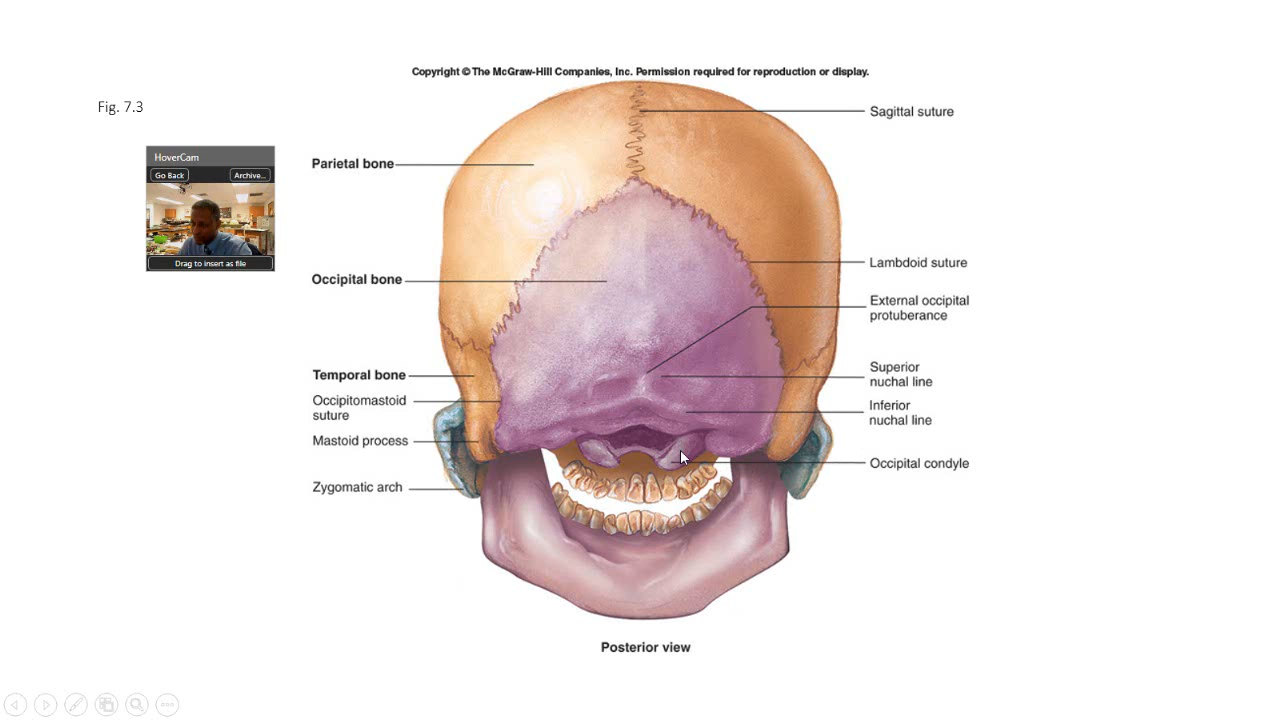 Copyright © The McGraw-Hill Companies, Inc. Permission required for reproduction or display.
Fig. 7.3
HoverCam
Go Back
Archive...
Drag to insert as file
Parietal bone
Occipital bone
Temporal bone
Occipitomastoid
suture
Mastoid process
Zygomatic arch
Sagittal suture
Lambdoid suture
External occipital
protuberance
Superior
nuchal line
Inferior
nuchal line
Occipital condyle
Posterior view